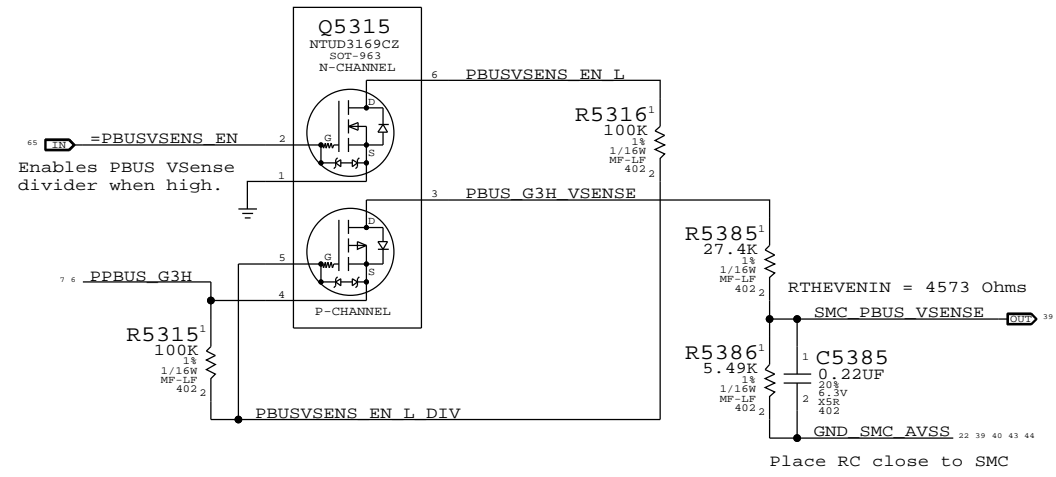 Q5315
NTUD3169CZ
SOT-963
N-CHANNEL
6 PBUSVSENS_EN_L
D
G
S
65 IN =PBUSVSENS_EN 2
Enables PBUS VSense
divider when high.
1
R5316 1
100K
1%
1/16W
MF-LF
402 2
3 PBUS_G3H_VSENSE
D
G
S
5
7 6 PPBUS_G3H
4
P-CHANNEL
R5315 1
100K
1%
1/16W
MF-LF
402 2
PBUSVSENS_EN_L_DIV
R5385 1
27.4K
1%
1/16W
MF-LF
402 2
RTHEVENIN = 4573 Ohms
SMC_PBUS_VSENSE OUT 39
R5386 1
5.49K
1%
1/16W
MF-LF
402 2
1 C5385
0.22UF
20%
6.3V
2 X5R
402
GND_SMC_AVSS 22 39 40 43 44
Place RC close to SMC